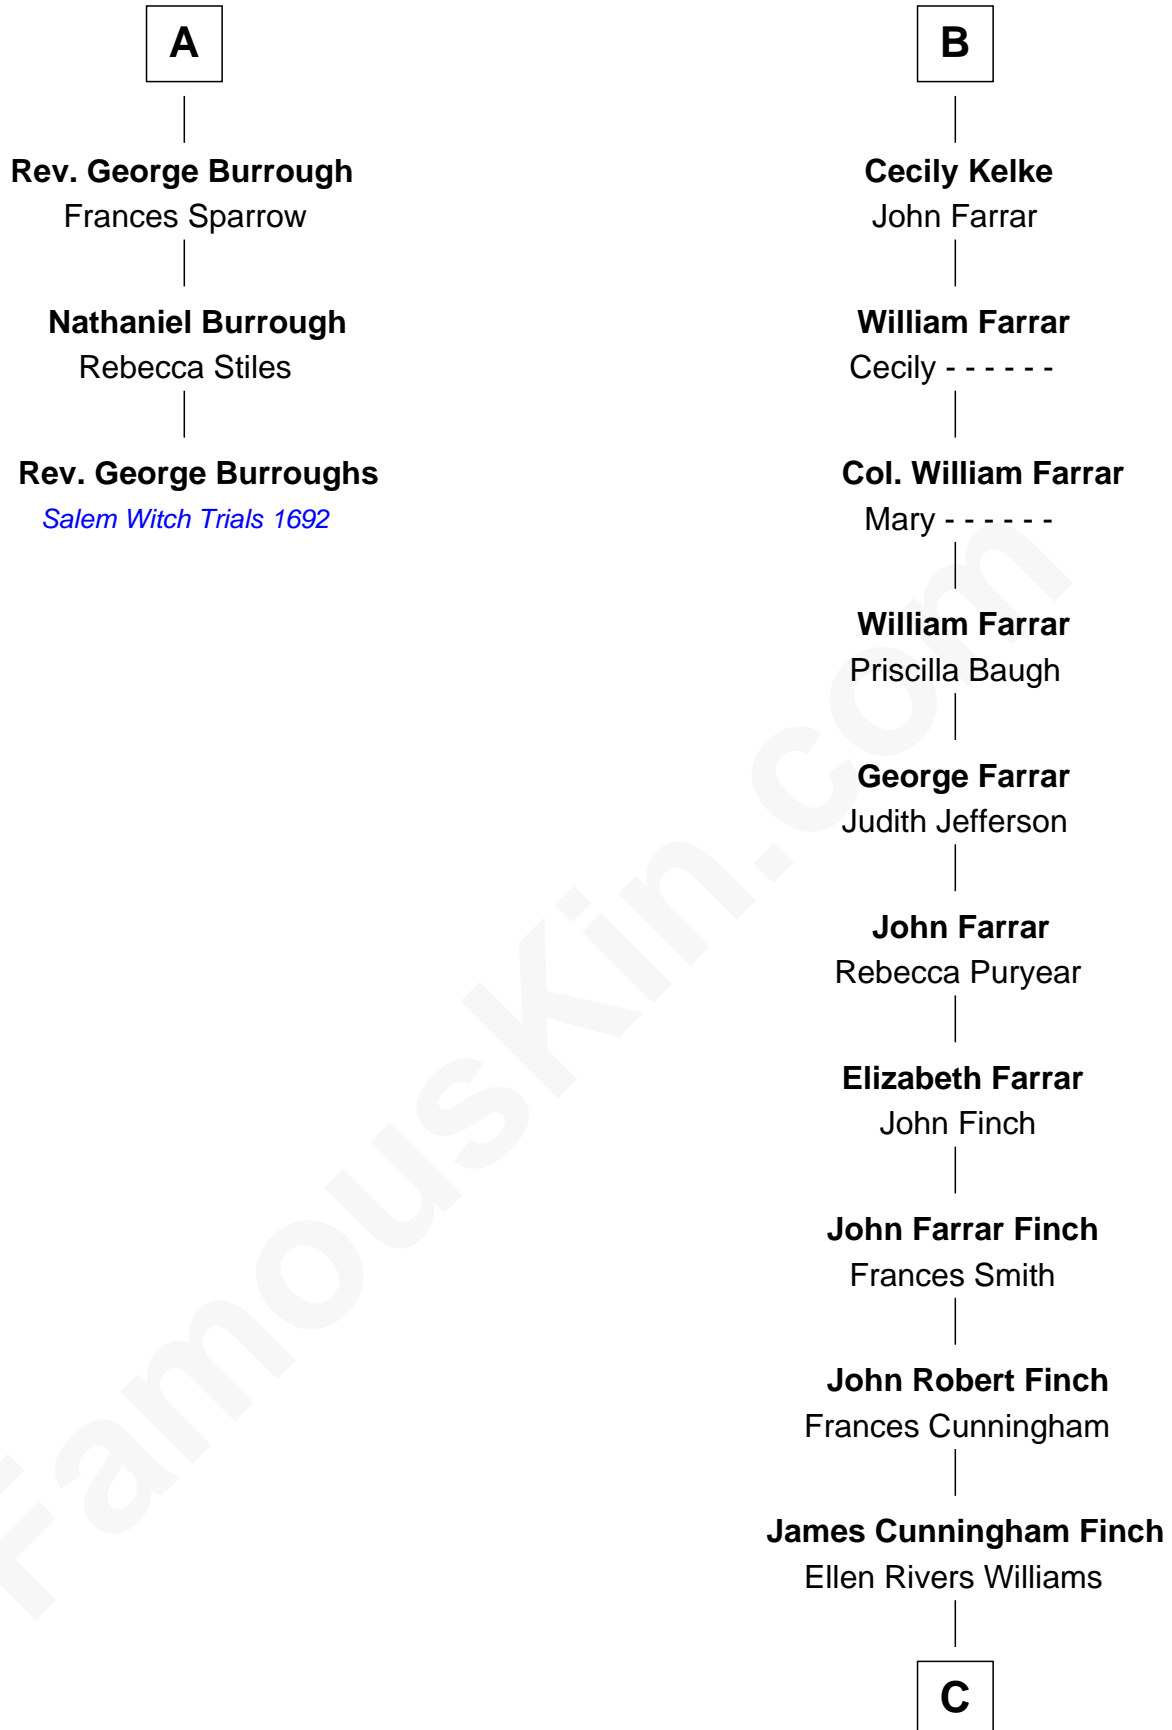 A
Rev. George Burrough
Frances Sparrow
Nathaniel Burrough
Rebecca Stiles
Rev. George Burroughs
Salem Witch Trials 1692
B
Cecily Kelke
John Farrar
William Farrar
Cecily - - - - - -
Col. William Farrar
Mary - - - - - -
William Farrar
Priscilla Baugh
George Farrar
Judith Jefferson
John Farrar
Rebecca Puryear
Elizabeth Farrar
John Finch
John Farrar Finch
Frances Smith
John Robert Finch
Frances Cunningham
James Cunningham Finch
Ellen Rivers Williams
C
FamousKin.com